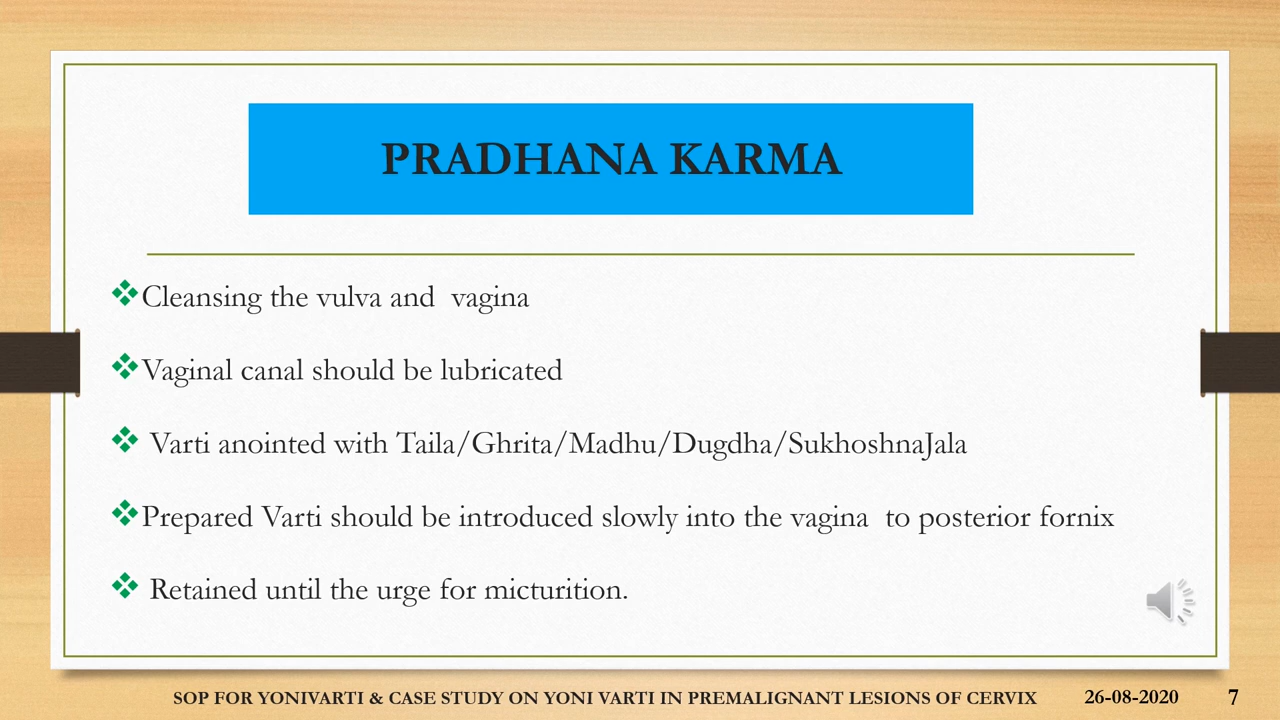 PRADHANA KARMA
Cleansing the vulva and  vagina
Vaginal canal should be lubricated
Varti anointed with Taila/Ghrita/Madhu/Dugdha/SukhoshnaJala
Prepared Varti should be introduced slowly into the vagina  to posterior fornix
Retained until the urge for micturition.
SOP FOR YONIVARTI & CASE STUDY ON YONI VARTI IN PREMALIGNANT LESIONS OF CERVIX 26-08-2020 7